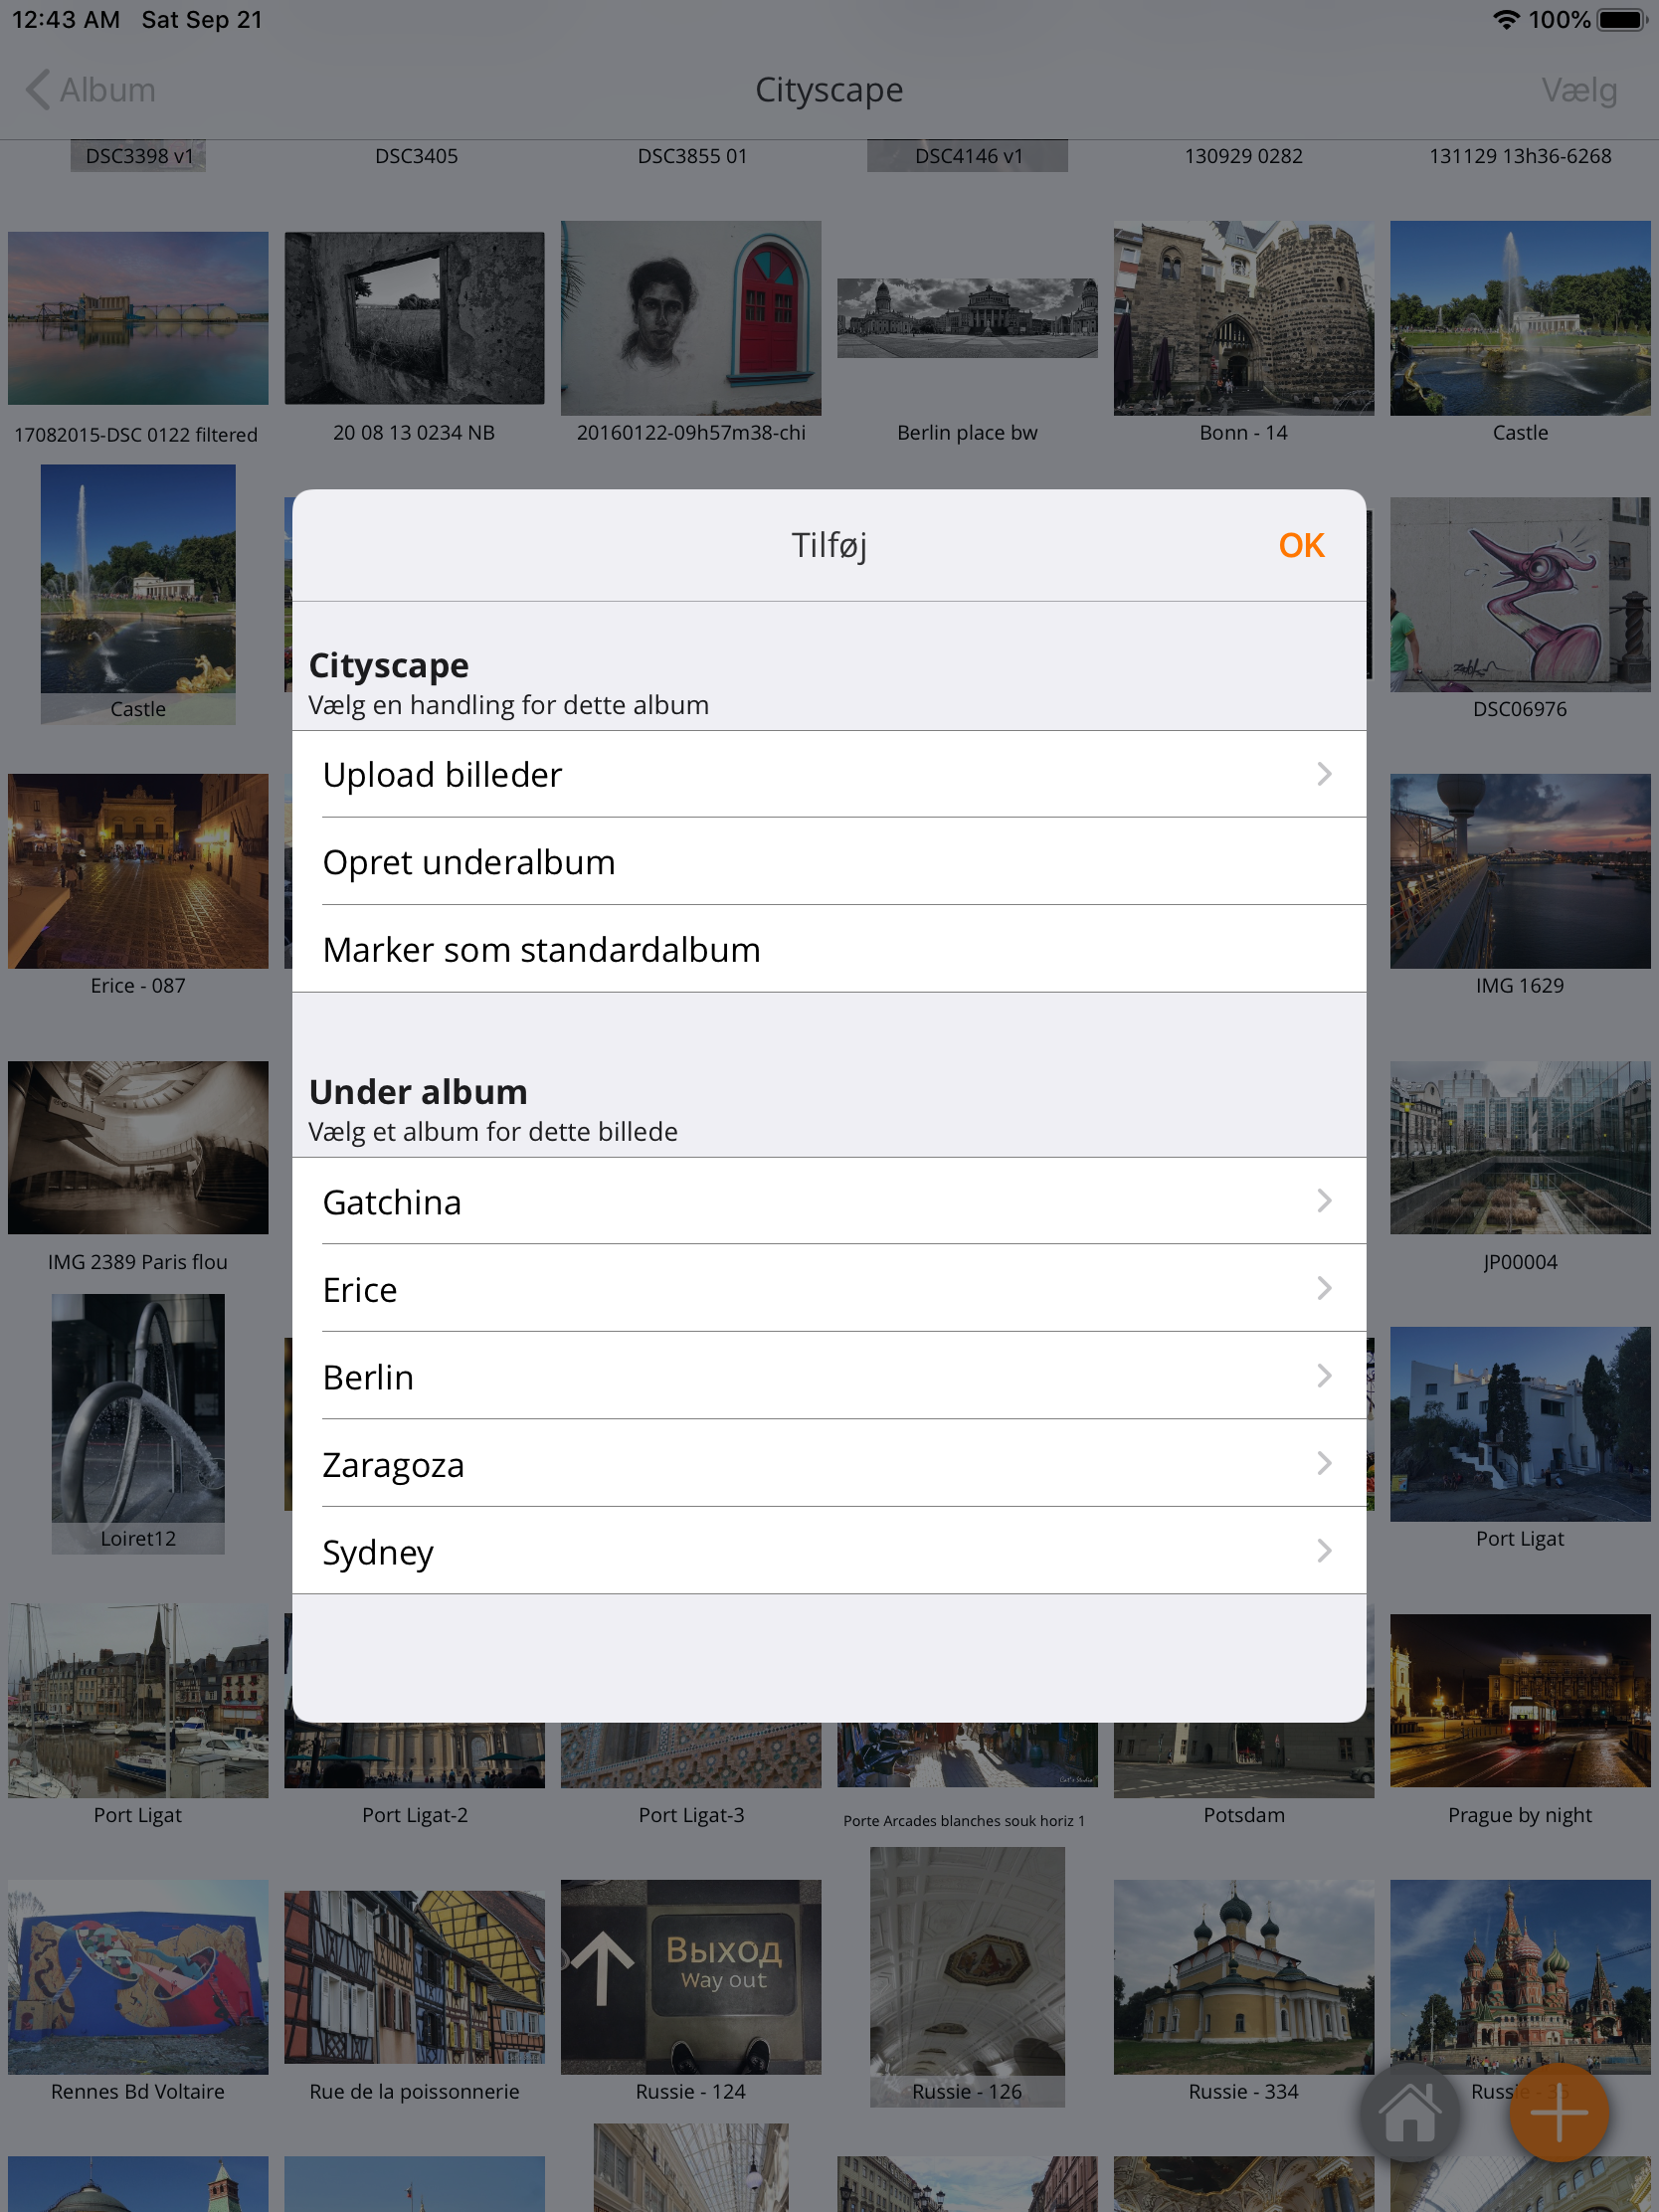 12:43 AM Sat Sep 21
100%
Album
Cityscape
Vælg
DSC3398 v1
DSC3405
DSC3855 01
DSC4146 v1
130929 0282
131129 13h36-6268
17082015-DSC 0122 filtered
20 08 13 0234 NB
20160122-09h57m38-chi
Berlin place bw
Bonn - 14
Castle
Castle
DSC06976
Tilføj
OK
Cityscape
Vælg en handling for dette album
Upload billeder
Opret underalbum
Marker som standardalbum
Under album
Vælg et album for dette billede
Gatchina
Erice
Berlin
Zaragoza
Sydney
Erice - 087
IMG 1629
IMG 2389 Paris flou
JP00004
Loiret12
Port Ligat
Port Ligat
Port Ligat-2
Port Ligat-3
Porte Arcades blanches souk horiz 1
Potsdam
Prague by night
Выход
Way out
Rennes Bd Voltaire
Rue de la poissonnerie
Russie - 124
Russie - 126
Russie - 334